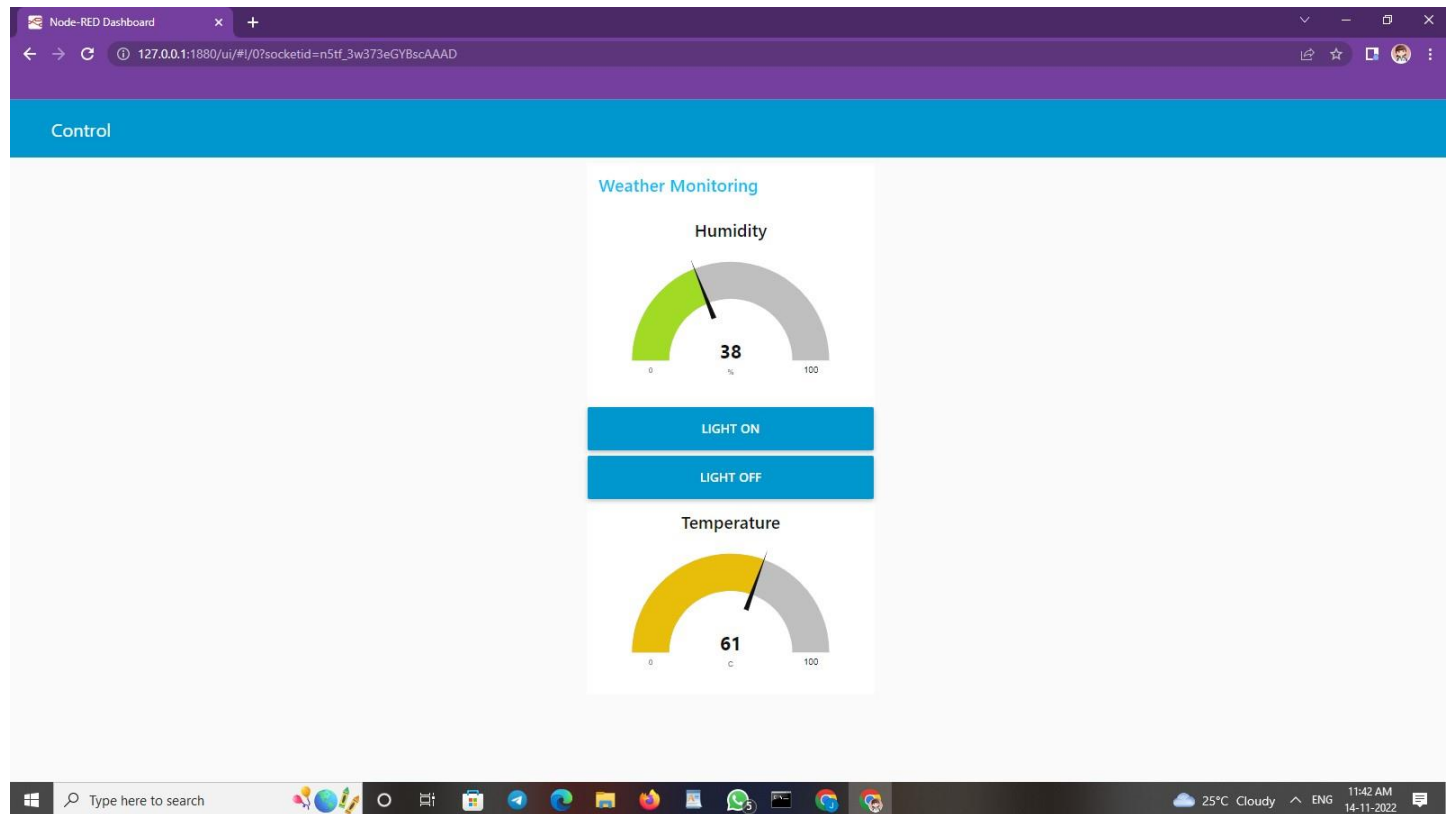 Node-RED Dashboard
127.0.0.1:1880/ui/#!/0?socketid=n5tf_3w373eGYBscAAAD
Control
Weather Monitoring
Humidity
38
0 % 100
LIGHT ON
LIGHT OFF
Temperature
61
0 C 100
Type here to search
5
25°C Cloudy
ENG
11:42 AM
14-11-2022